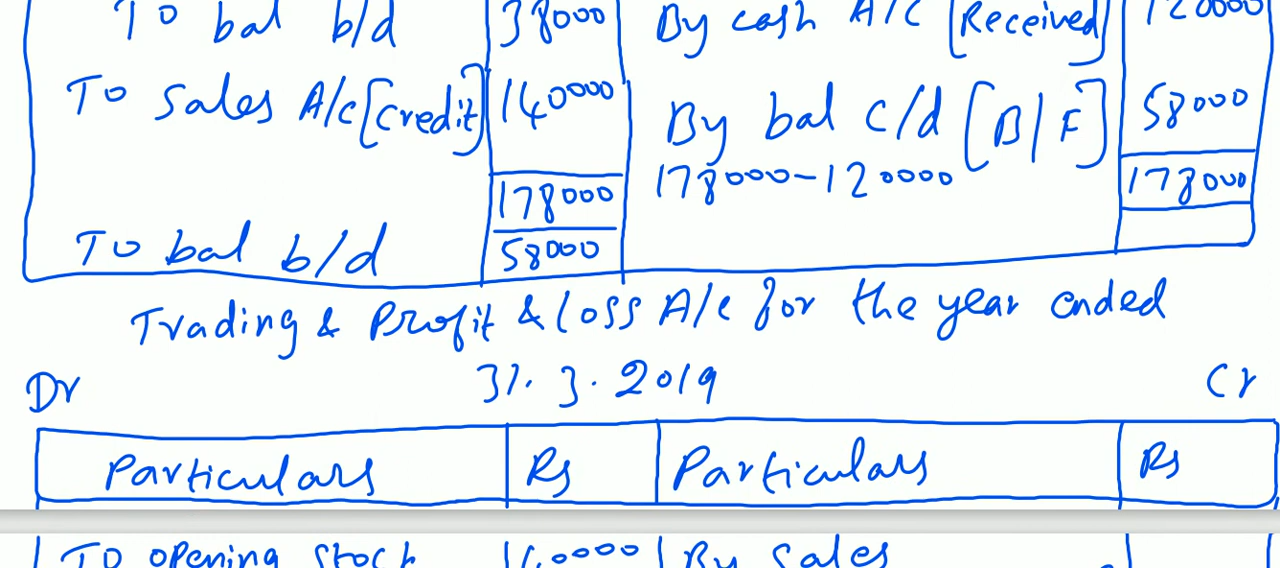 To bal b/d 38000 By cash A/c [Received] 120000
To Sales A/c [Credit] 140000 By bal c/d [B/F] 58000
178000 178000-120000 178000
To bal b/d 58000
Trading & Profit & Loss A/c for the year ended
Dr 31.3.2019 Cr
Particulars Rs Particulars Rs
To opening stock By Sales